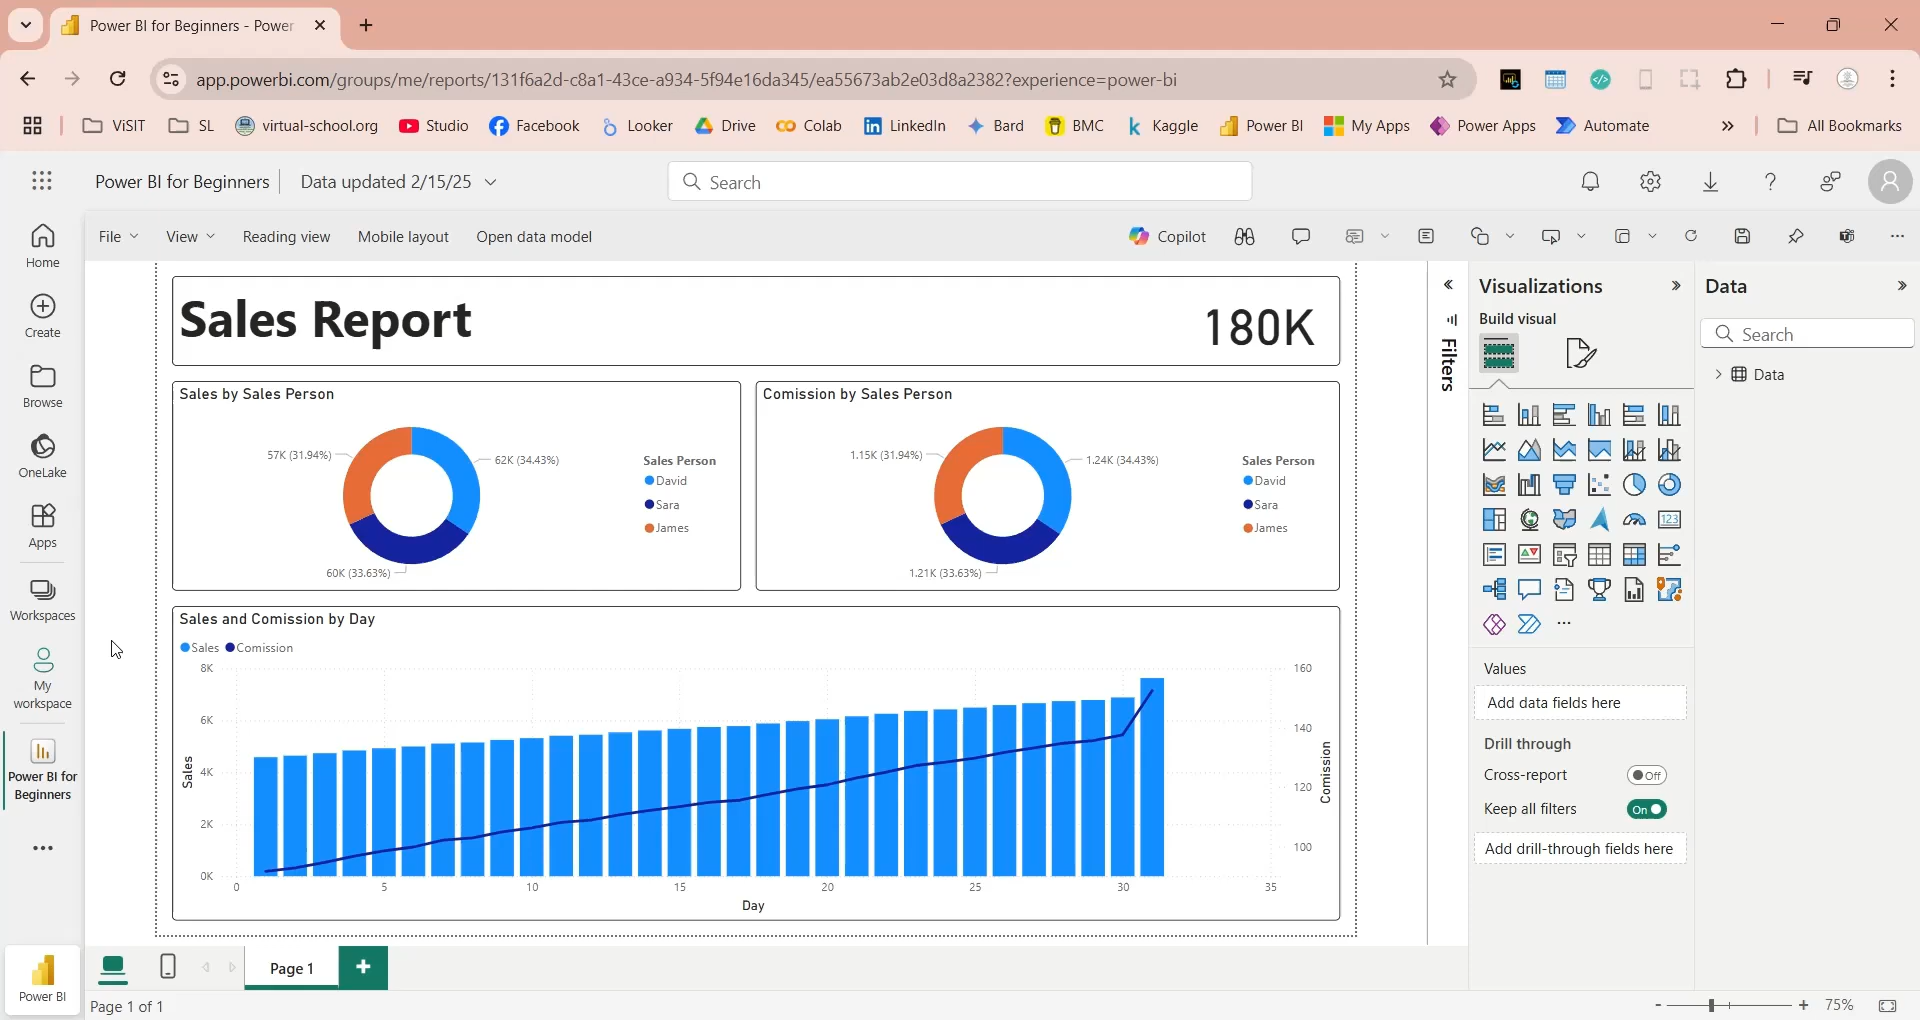 Power BI for Beginners - Power
app.powerbi.com/groups/me/reports/131f6a2d-c8a1-43ce-a934-5f94e16da345/ea55673ab2e03d8a2382?experience=power-bi
ViSIT SL virtual-school.org Studio Facebook Looker Drive Colab LinkedIn Bard BMC Kaggle Power BI My Apps Power Apps Automate All Bookmarks
Power BI for Beginners Data updated 2/15/25 Search
File View Reading view Mobile layout Open data model Copilot
Home
Create
Browse
OneLake
Apps
Workspaces
My
workspace
Power BI for
Beginners
Power BI
Sales Report
180K
Sales by Sales Person
57K (31.94%)
62K (34.43%)
60K (33.63%)
Sales Person
David
Sara
James
Comission by Sales Person
1.15K (31.94%)
1.24K (34.43%)
1.21K (33.63%)
Sales Person
David
Sara
James
Sales and Comission by Day
Sales Comission
8K
6K
4K
2K
0K
Sales
160
140
120
100
Comission
0 5 10 15 20 25 30 35
Day
Filters
Visualizations
Build visual
123
Values
Add data fields here
Drill through
Cross-report Off
Keep all filters On
Add drill-through fields here
Data
Search
Data
Page 1
Page 1 of 1
- + 75%